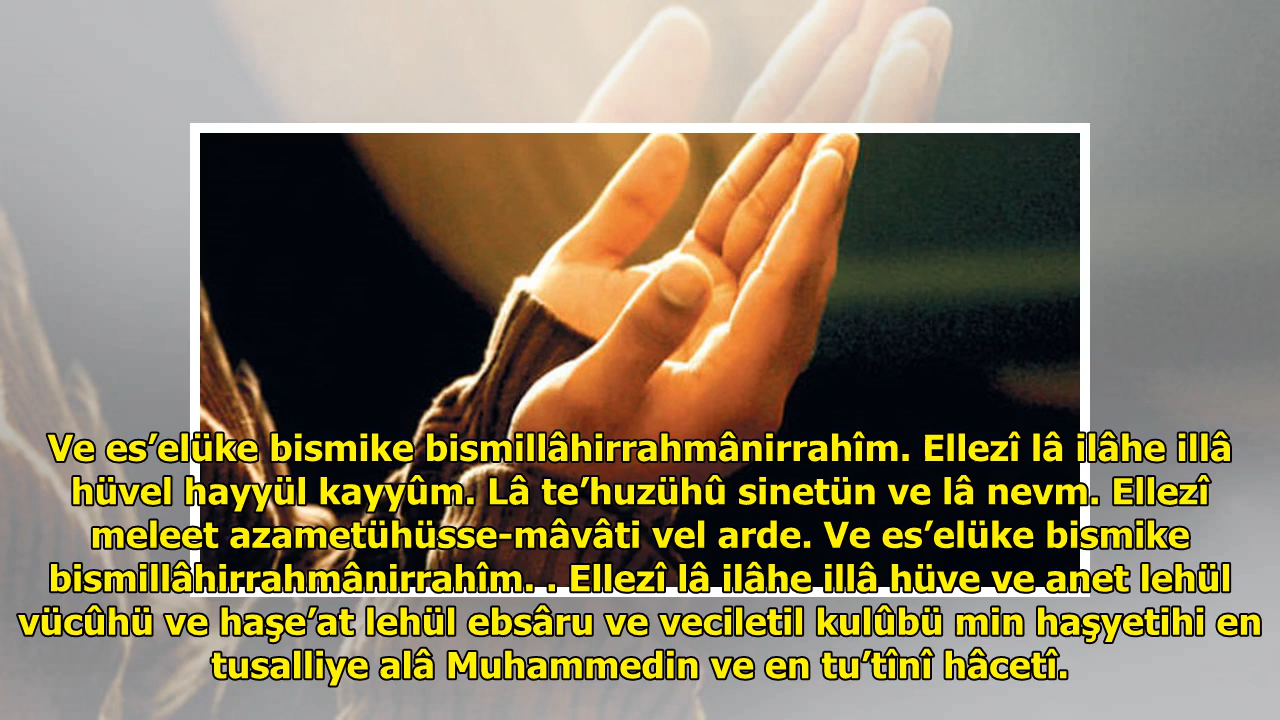 Ve es’elüke bismike bismillâhirrahmânirrahîm. Ellezî lâ ilâhe illâ
hüvel hayyül kayyûm. Lâ te’huzühû sinetün ve lâ nevm. Ellezî
meleet azametühüsse-mâvâti vel arde. Ve es’elüke bismike
bismillâhirrahmânirrahîm. . Ellezî lâ ilâhe illâ hüve ve anet lehül
vücûhü ve haşe’at lehül ebsâru ve veciletil kulûbü min haşyetihi en
tusalliye alâ Muhammedin ve en tu’tînî hâcetî.